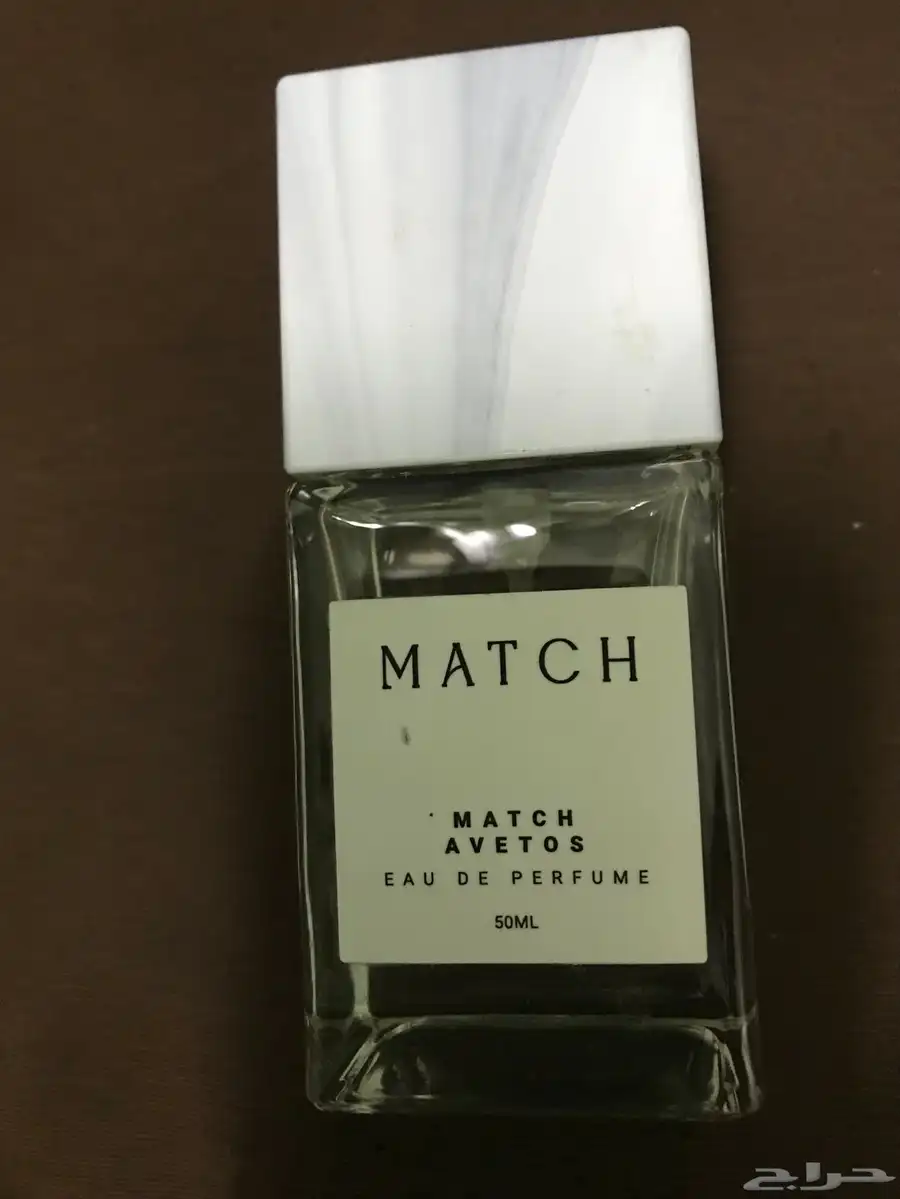 MATCH
MATCH
AVETOS
EAU DE PERFUME
50ML
حراج